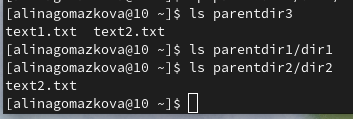 [alinagomazkova@10 ~]$ ls parentdir3
text1.txt  text2.txt
[alinagomazkova@10 ~]$ ls parentdir1/dir1
[alinagomazkova@10 ~]$ ls parentdir2/dir2
text2.txt
[alinagomazkova@10 ~]$